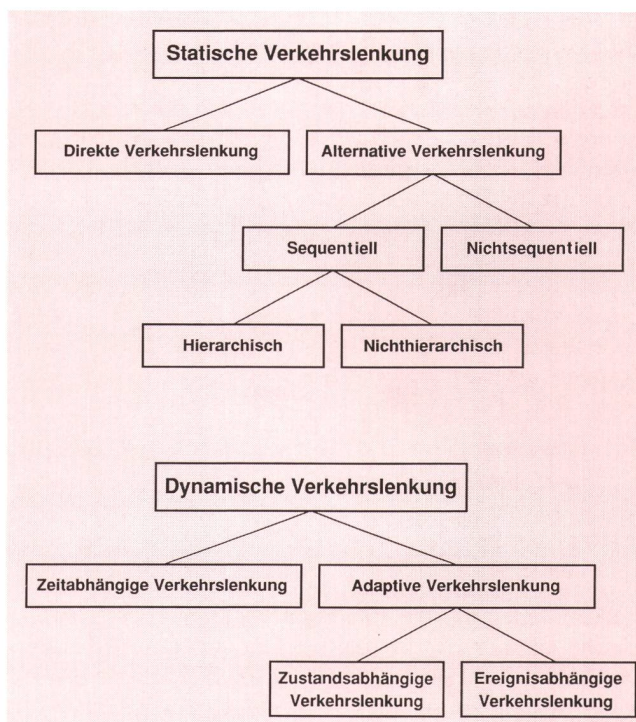 Statische Verkehrslenkung
Direkte Verkehrslenkung
Alternative Verkehrslenkung
Sequentiell
Nichtsequentiell
Hierarchisch
Nichthierarchisch
Dynamische Verkehrslenkung
Zeitabhängige Verkehrslenkung
Adaptive Verkehrslenkung
Zustandsabhängige
Verkehrslenkung
Ereignisabhängige
Verkehrslenkung